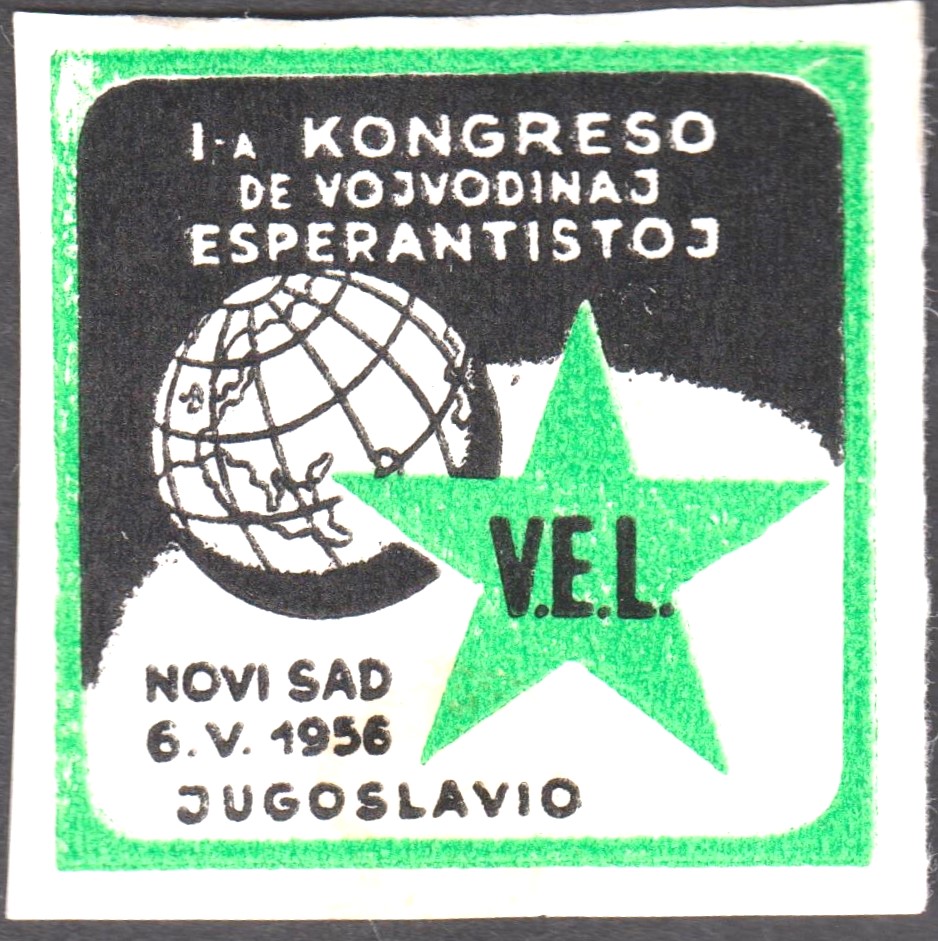 I-A KONGRESO
DE VOJVODINAJ
ESPERANTISTOJ
V.E.L.
NOVI SAD
6.V.1956
JUGOSLAVIO